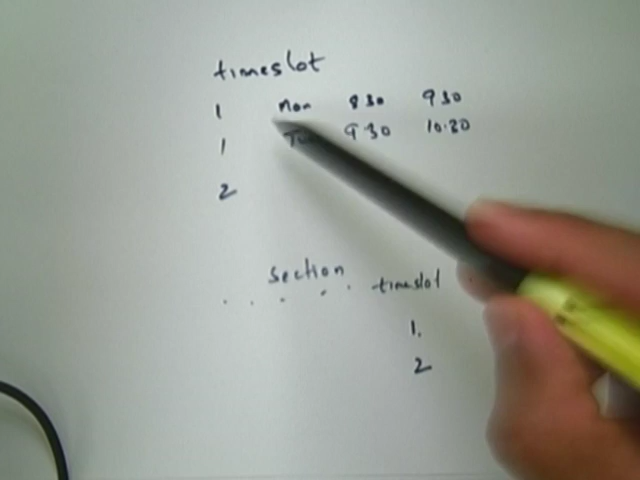 timeslot
1 Mon 8 30 9 30
1 9 30 10.30
2
section
. . . . . timeslot
1.
2